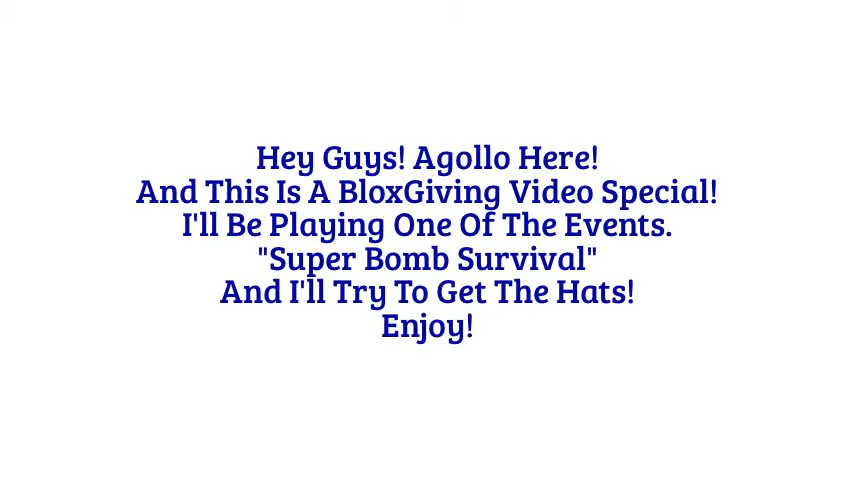 Hey Guys! Agollo Here!
And This Is A BloxGiving Video Special!
I'll Be Playing One Of The Events.
"Super Bomb Survival"
And I'll Try To Get The Hats!
Enjoy!